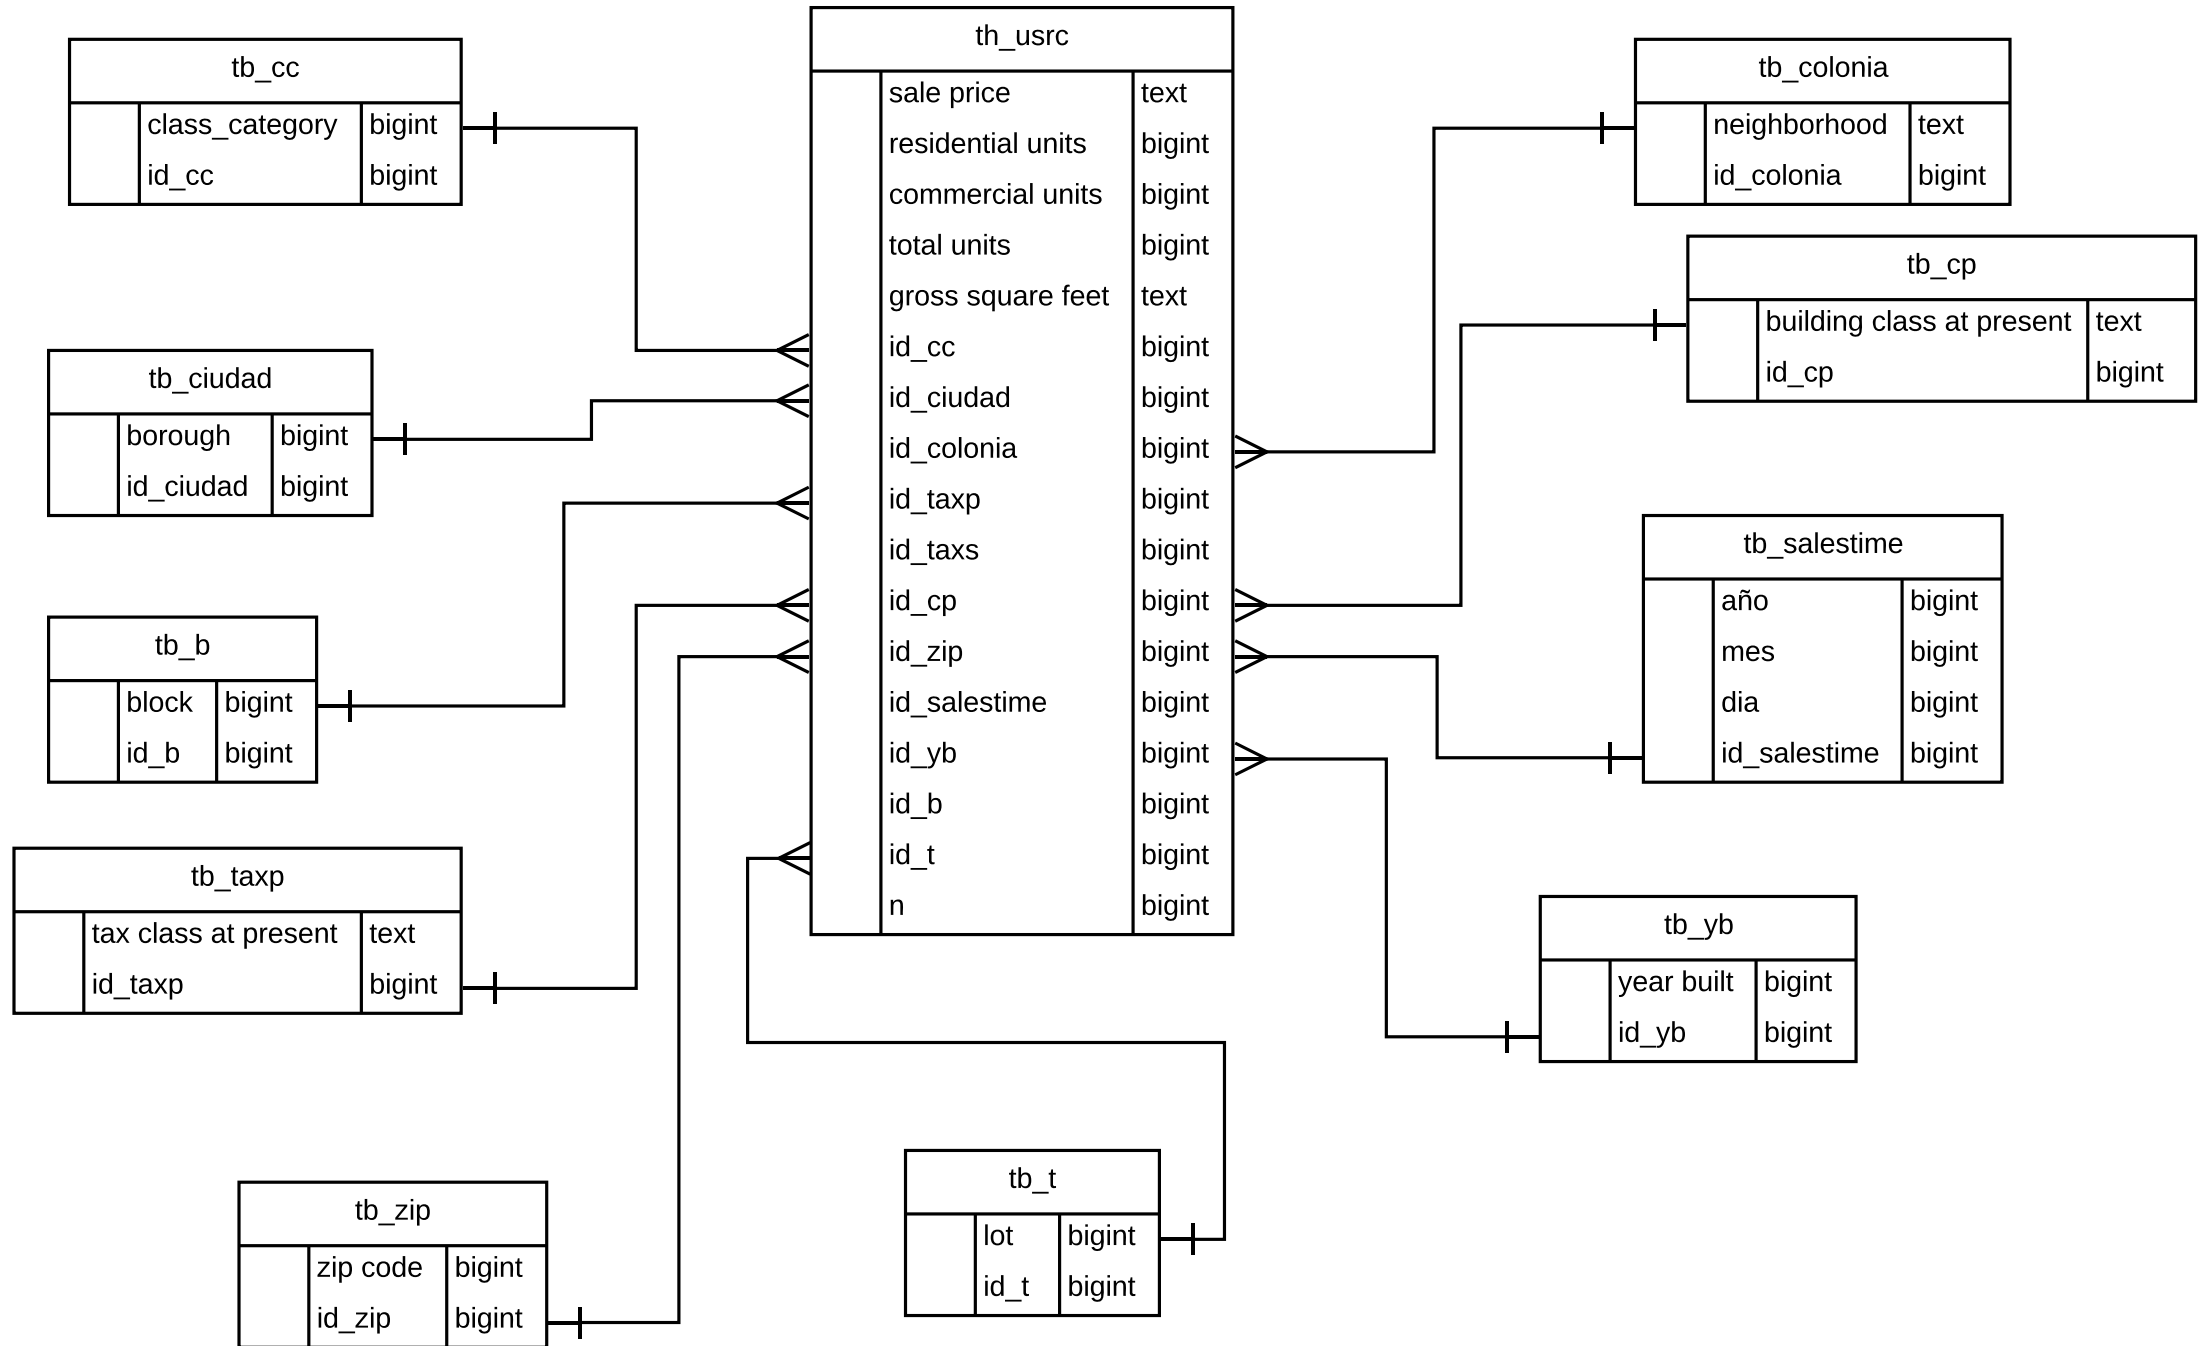 tb_cc
class_category bigint
id_cc bigint
tb_ciudad
borough bigint
id_ciudad bigint
tb_b
block bigint
id_b bigint
tb_taxp
tax class at present text
id_taxp bigint
tb_zip
zip code bigint
id_zip bigint
th_usrc
sale price text
residential units bigint
commercial units bigint
total units bigint
gross square feet text
id_cc bigint
id_ciudad bigint
id_colonia bigint
id_taxp bigint
id_taxs bigint
id_cp bigint
id_zip bigint
id_salestime bigint
id_yb bigint
id_b bigint
id_t bigint
n bigint
tb_t
lot bigint
id_t bigint
tb_colonia
neighborhood text
id_colonia bigint
tb_cp
building class at present text
id_cp bigint
tb_salestime
año bigint
mes bigint
dia bigint
id_salestime bigint
tb_yb
year built bigint
id_yb bigint